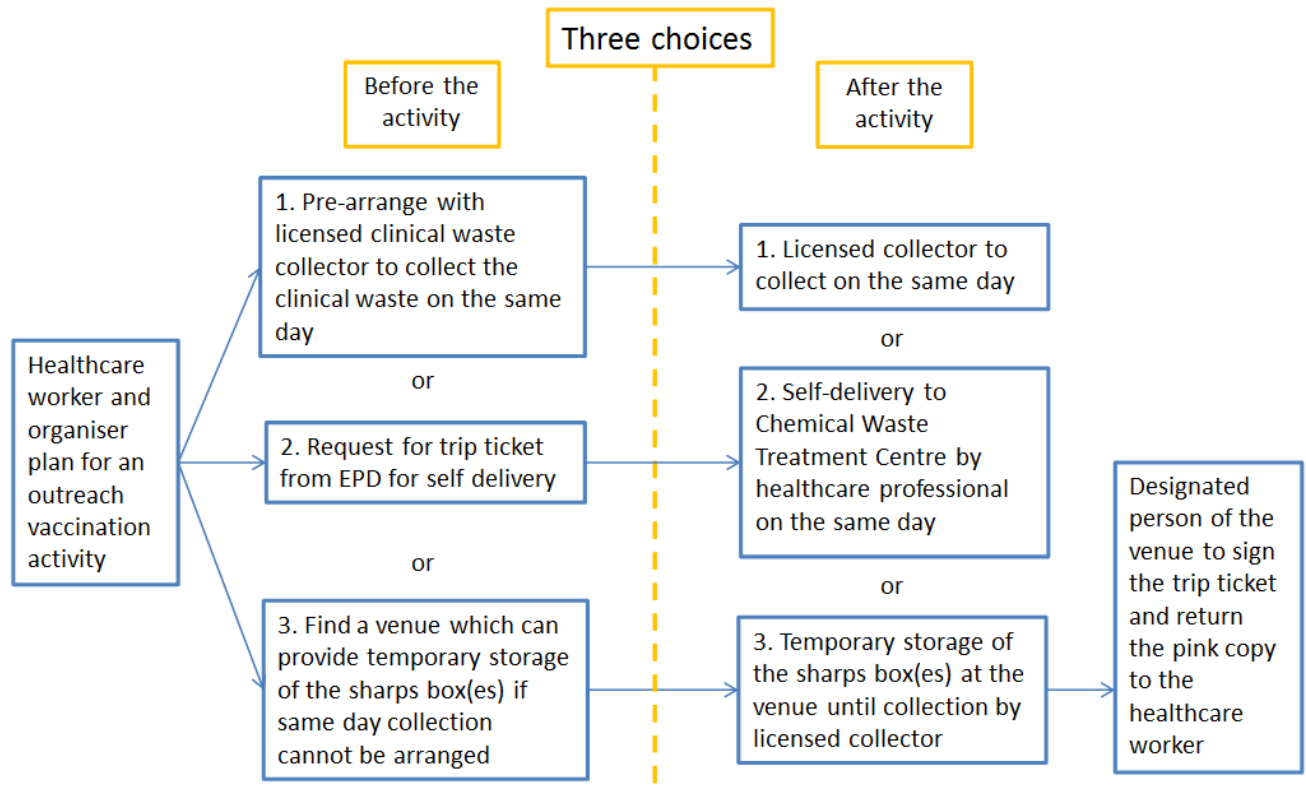 Three choices
Before the
activity
After the
activity
Healthcare
worker and
organiser
plan for an
outreach
vaccination
activity
1. Pre-arrange with
licensed clinical waste
collector to collect the
clinical waste on the same
day
or
2. Request for trip ticket
from EPD for self delivery
or
3. Find a venue which can
provide temporary storage
of the sharps box(es) if
same day collection
cannot be arranged
1. Licensed collector to
collect on the same day
or
2. Self-delivery to
Chemical Waste
Treatment Centre by
healthcare professional
on the same day
or
3. Temporary storage of
the sharps box(es) at the
venue until collection by
licensed collector
Designated
person of the
venue to sign
the trip ticket
and return
the pink copy
to the
healthcare
worker